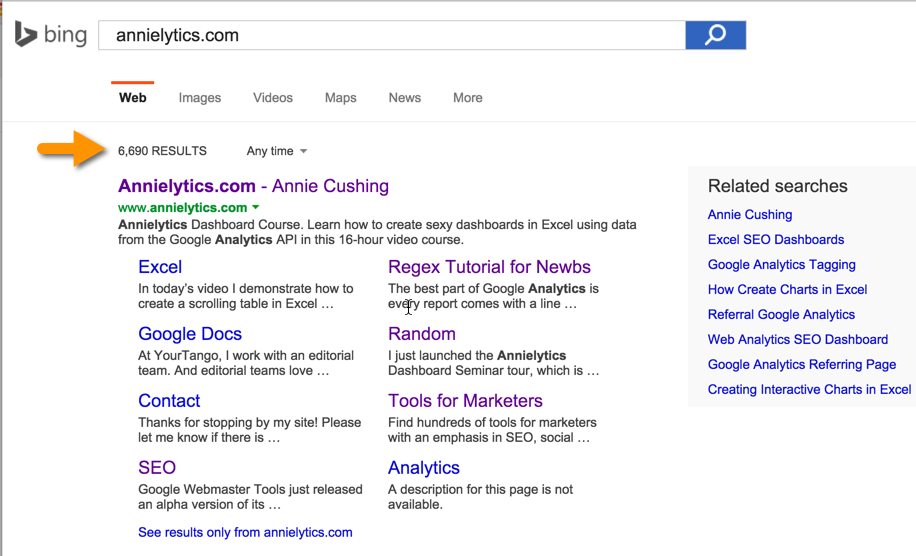 bing
annielytics.com
Web Images Videos Maps News More
6,690 RESULTS Any time
Annielytics.com - Annie Cushing
www.annielytics.com
Annielytics Dashboard Course. Learn how to create sexy dashboards in Excel using data
from the Google Analytics API in this 16-hour video course.
Excel
In today's video I demonstrate how to
create a scrolling table in Excel ...
Regex Tutorial for Newbs
The best part of Google Analytics is
every report comes with a line ...
Google Docs
At YourTango, I work with an editorial
team. And editorial teams love ...
Random
I just launched the Annielytics
Dashboard Seminar tour, which is ...
Contact
Thanks for stopping by my site! Please
let me know if there is ...
Tools for Marketers
Find hundreds of tools for marketers
with an emphasis in SEO, social ...
SEO
Google Webmaster Tools just released
an alpha version of its ...
Analytics
A description for this page is not
available.
See results only from annielytics.com
Related searches
Annie Cushing
Excel SEO Dashboards
Google Analytics Tagging
How Create Charts in Excel
Referral Google Analytics
Web Analytics SEO Dashboard
Google Analytics Referring Page
Creating Interactive Charts in Excel